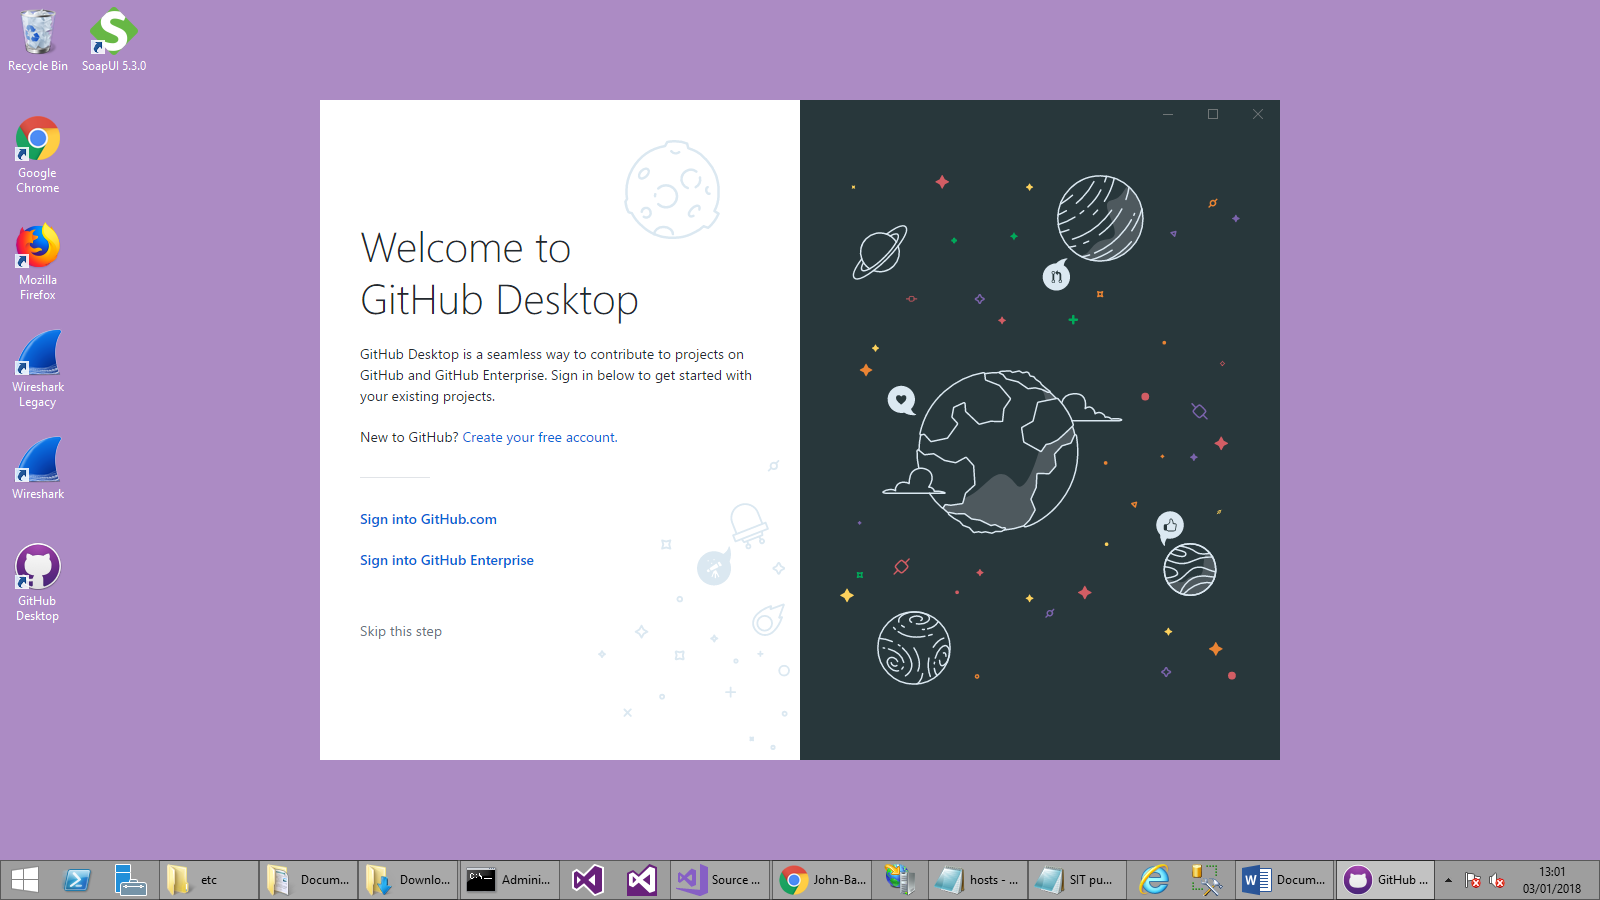 Recycle Bin
SoapUI 5.3.0
Google
Chrome
Mozilla
Firefox
Wireshark
Legacy
Wireshark
GitHub
Desktop
Welcome to
GitHub Desktop
GitHub Desktop is a seamless way to contribute to projects on
GitHub and GitHub Enterprise. Sign in below to get started with
your existing projects.
New to GitHub? Create your free account.
Sign into GitHub.com
Sign into GitHub Enterprise
Skip this step
etc
Docum...
Downlo...
C:\.
Admini...
Source ...
John-Ba...
hosts - ...
SIT pu...
Docum...
GitHub ...
13:01
03/01/2018